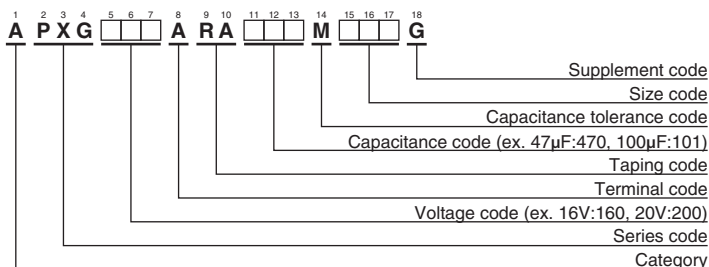 1 2 3 4 5 6 7 8 9 10 11 12 13 14 15 16 17 18
A P X G □□□ A R A □□□ M □□□ G
Supplement code
Size code
Capacitance tolerance code
Capacitance code (ex. 47µF:470, 100µF:101)
Taping code
Terminal code
Voltage code (ex. 16V:160, 20V:200)
Series code
Category